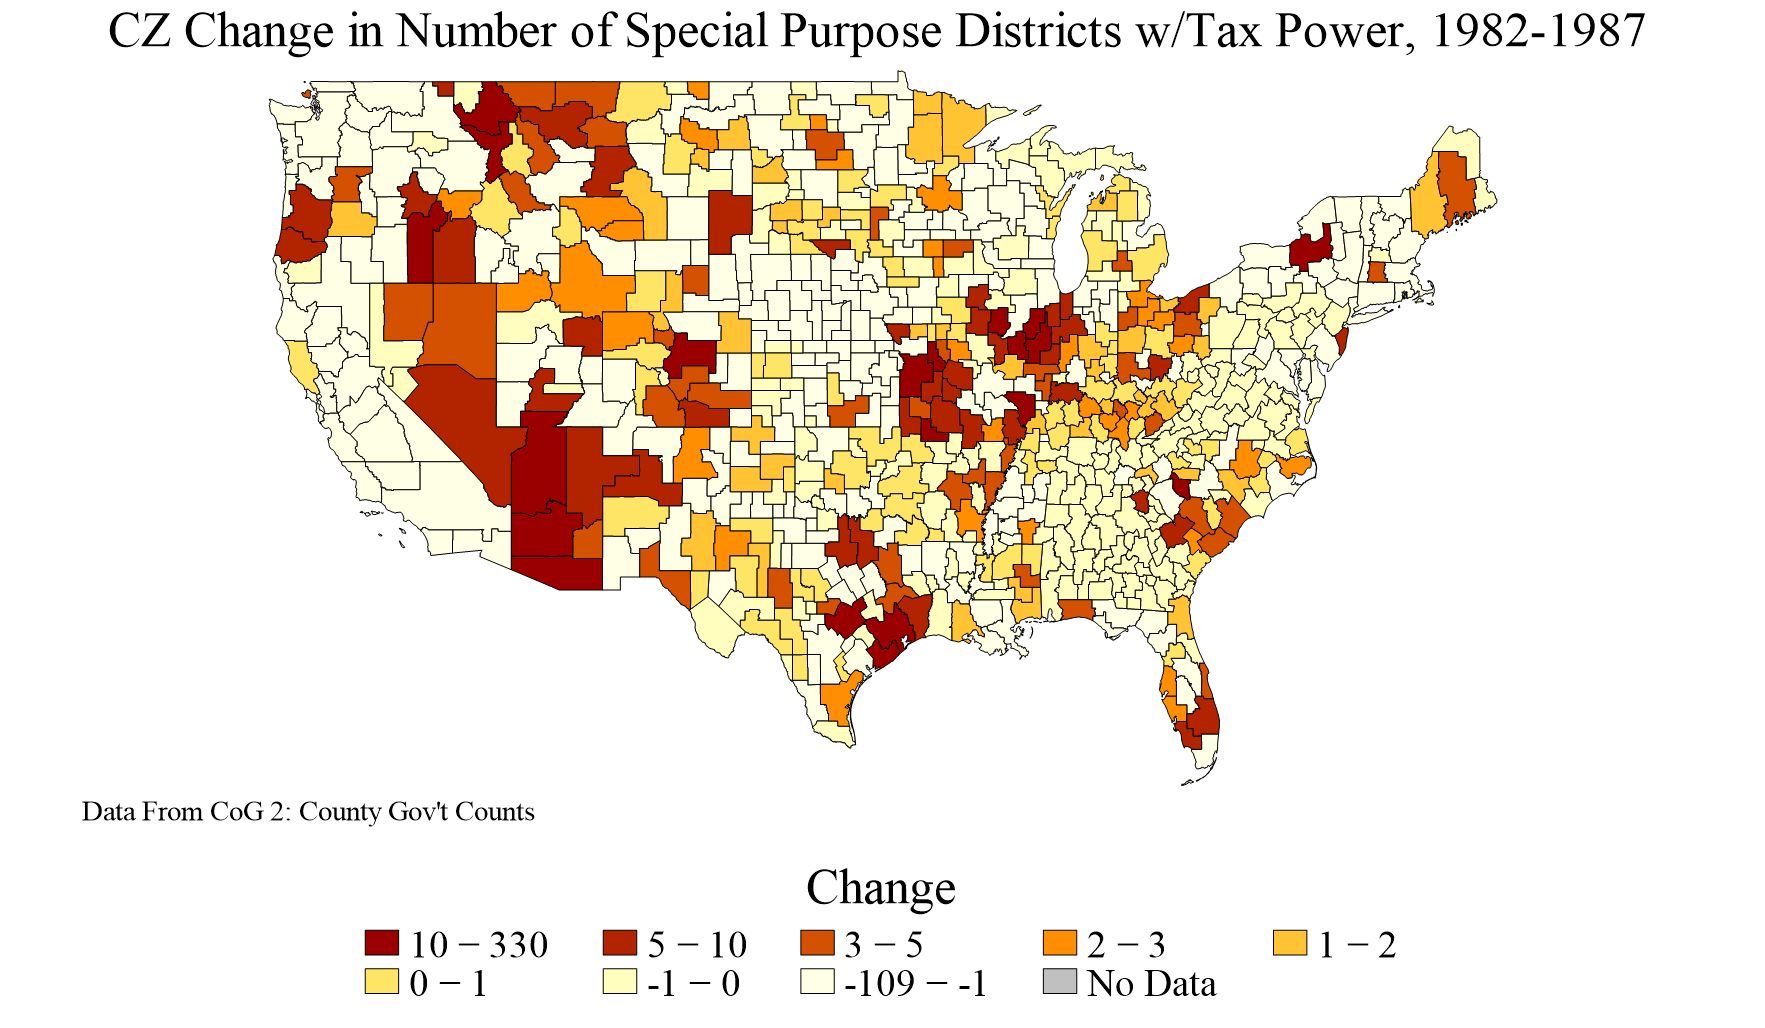 CZ Change in Number of Special Purpose Districts w/Tax Power, 1982-1987
Data From CoG 2: County Gov't Counts
Change
10 − 330
5 − 10
3 − 5
2 − 3
1 − 2
0 − 1
-1 − 0
-109 − -1
No Data